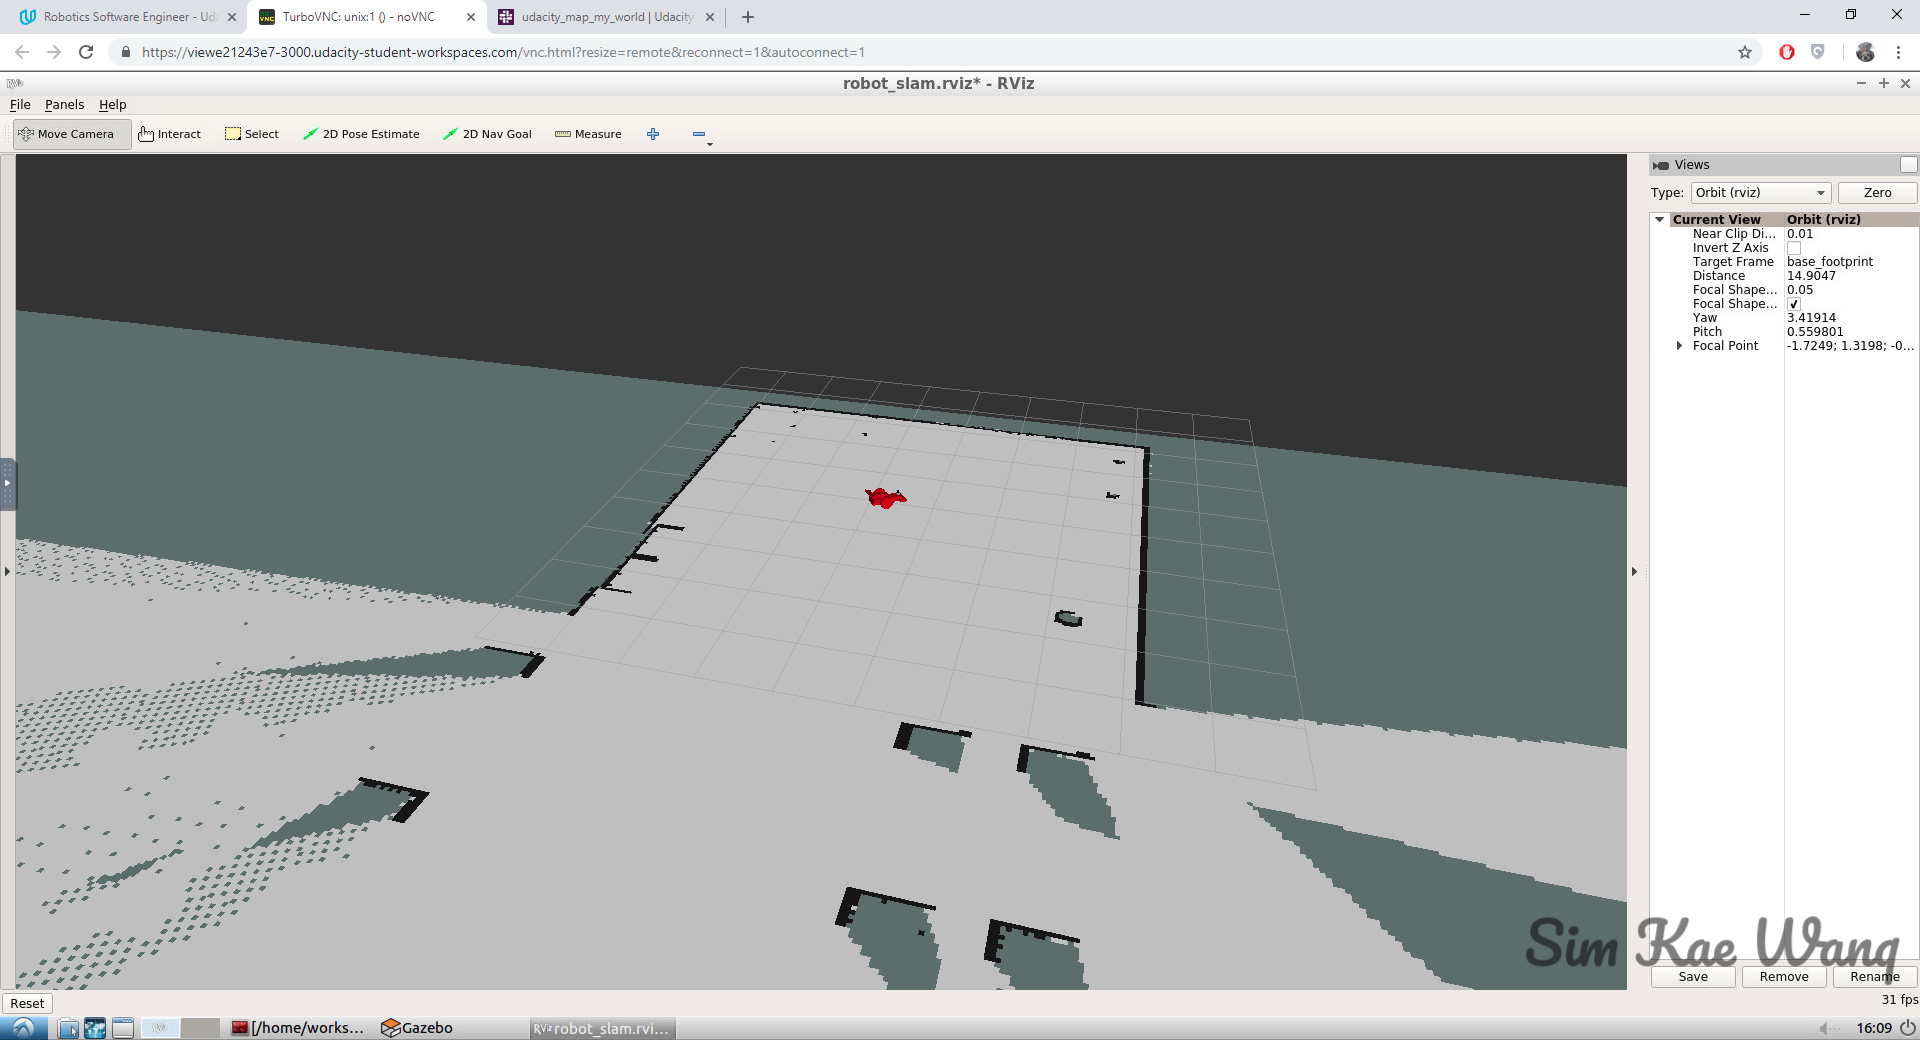 Robotics Software Engineer - Uda
TurboVNC: unix:1 () - noVNC
udacity_map_my_world | Udacity
https://viewe21243e7-3000.udacity-student-workspaces.com/vnc.html?resize=remote&reconnect=1&autoconnect=1
RViz
robot_slam.rviz* - RViz
File Panels Help
Move Camera Interact Select 2D Pose Estimate 2D Nav Goal Measure
Views
Type: Orbit (rviz) Zero
Current View Orbit (rviz)
Near Clip Di... 0.01
Invert Z Axis
Target Frame base_footprint
Distance 14.9047
Focal Shape... 0.05
Focal Shape...
Yaw 3.41914
Pitch 0.559801
Focal Point -1.7249; 1.3198; -0...
Sim Kae Wang
Save Remove Rename
Reset
31 fps
[/home/works... Gazebo RViz robot_slam.rvi... 16:09